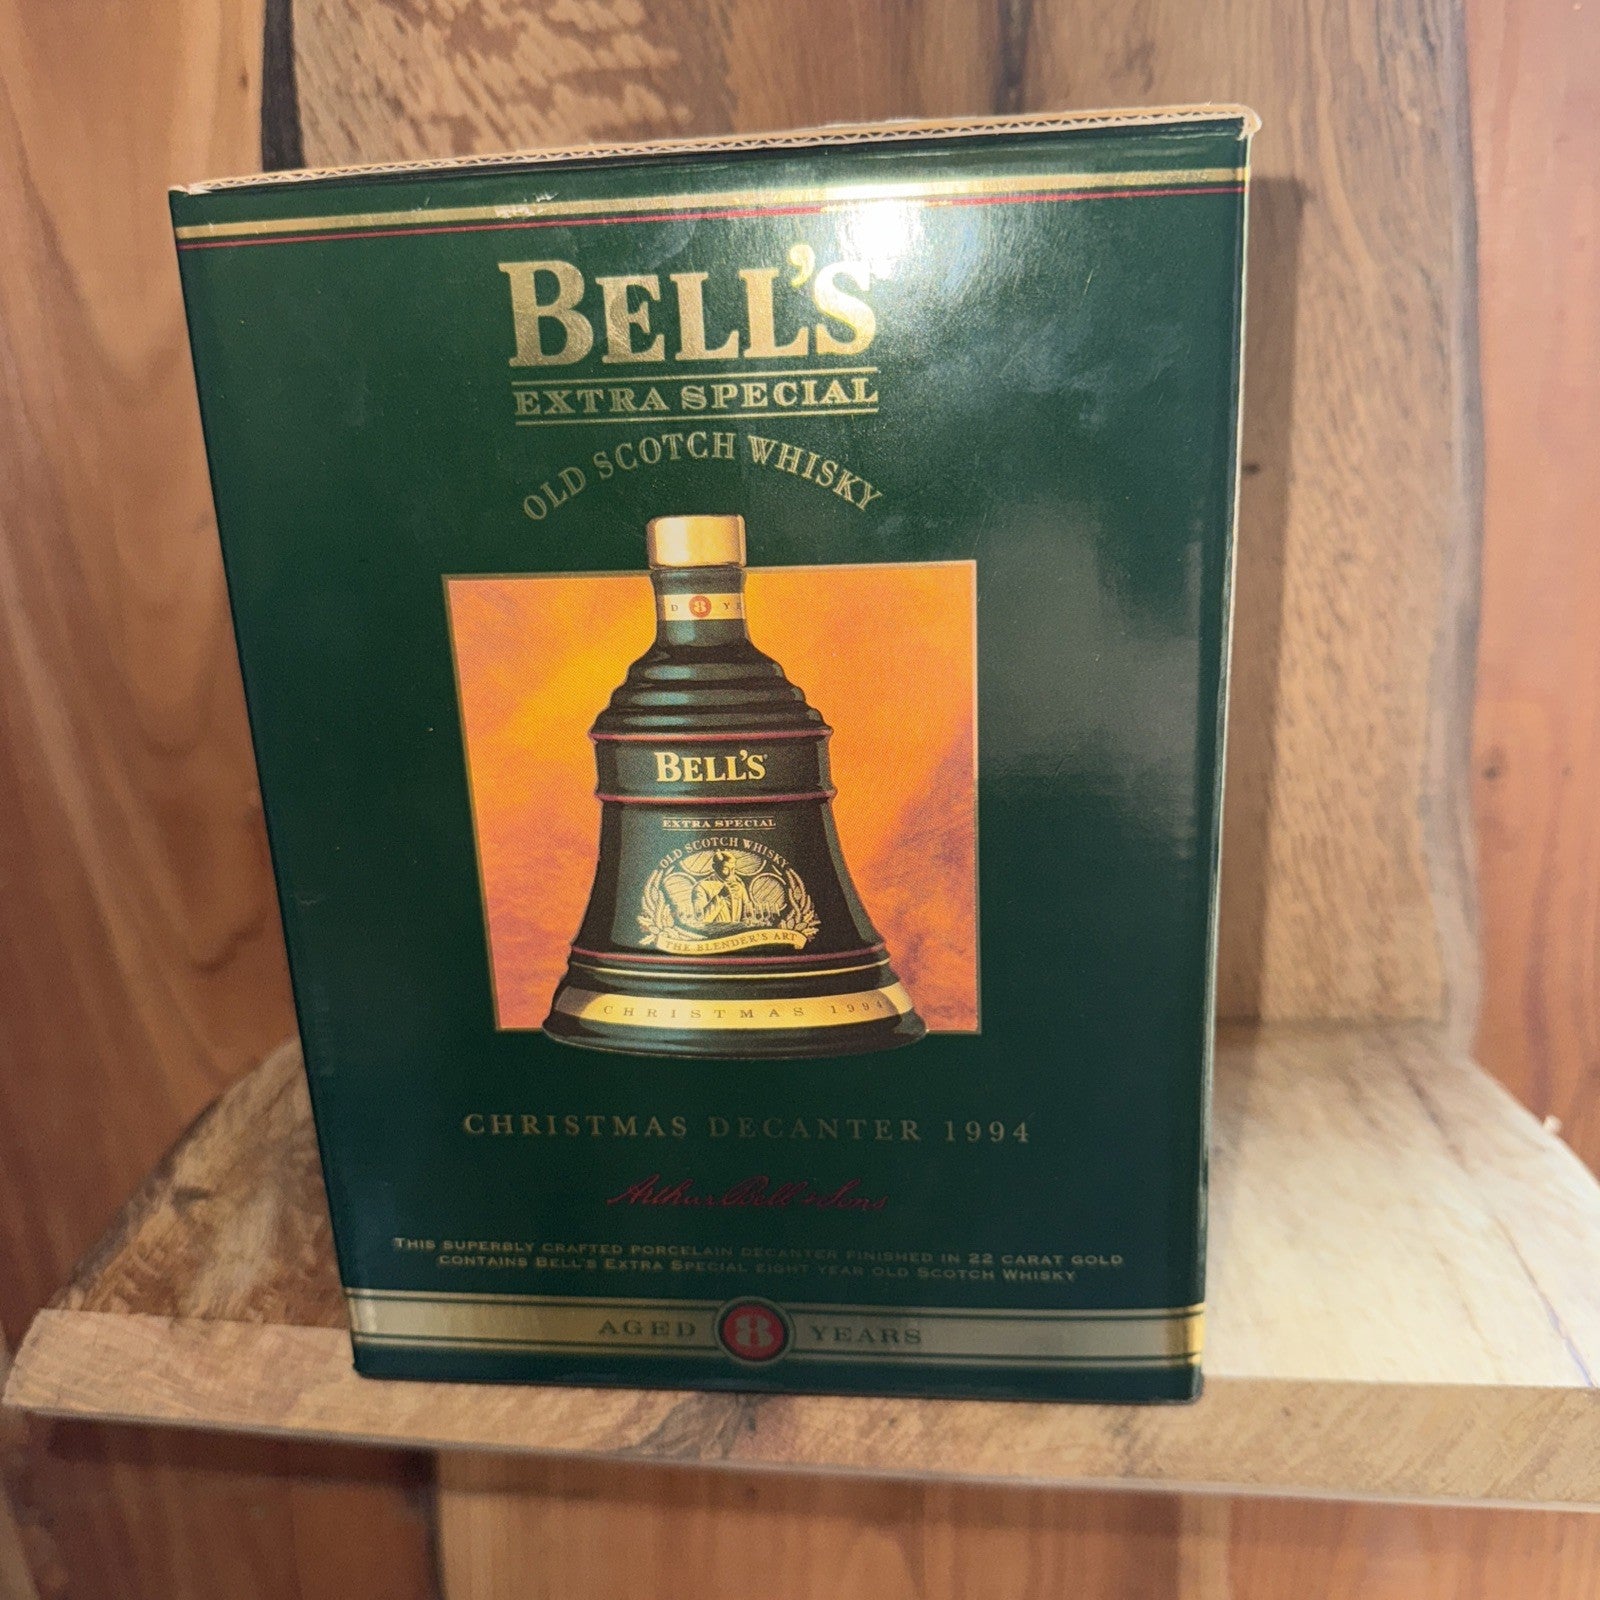 BELL'S
EXTRA SPECIAL
OLD SCOTCH WHISKY
D 8 YE
BELL'S
EXTRA SPECIAL
OLD SCOTCH WHISKY
THE BLENDER'S ART
CHRISTMAS 1994
CHRISTMAS DECANTER 1994
Arthur Bell & Sons
THIS SUPERBLY CRAFTED PORCELAIN DECANTER FINISHED IN 22 CARAT GOLD
CONTAINS BELL'S EXTRA SPECIAL EIGHT YEAR OLD SCOTCH WHISKY
AGED 8 YEARS